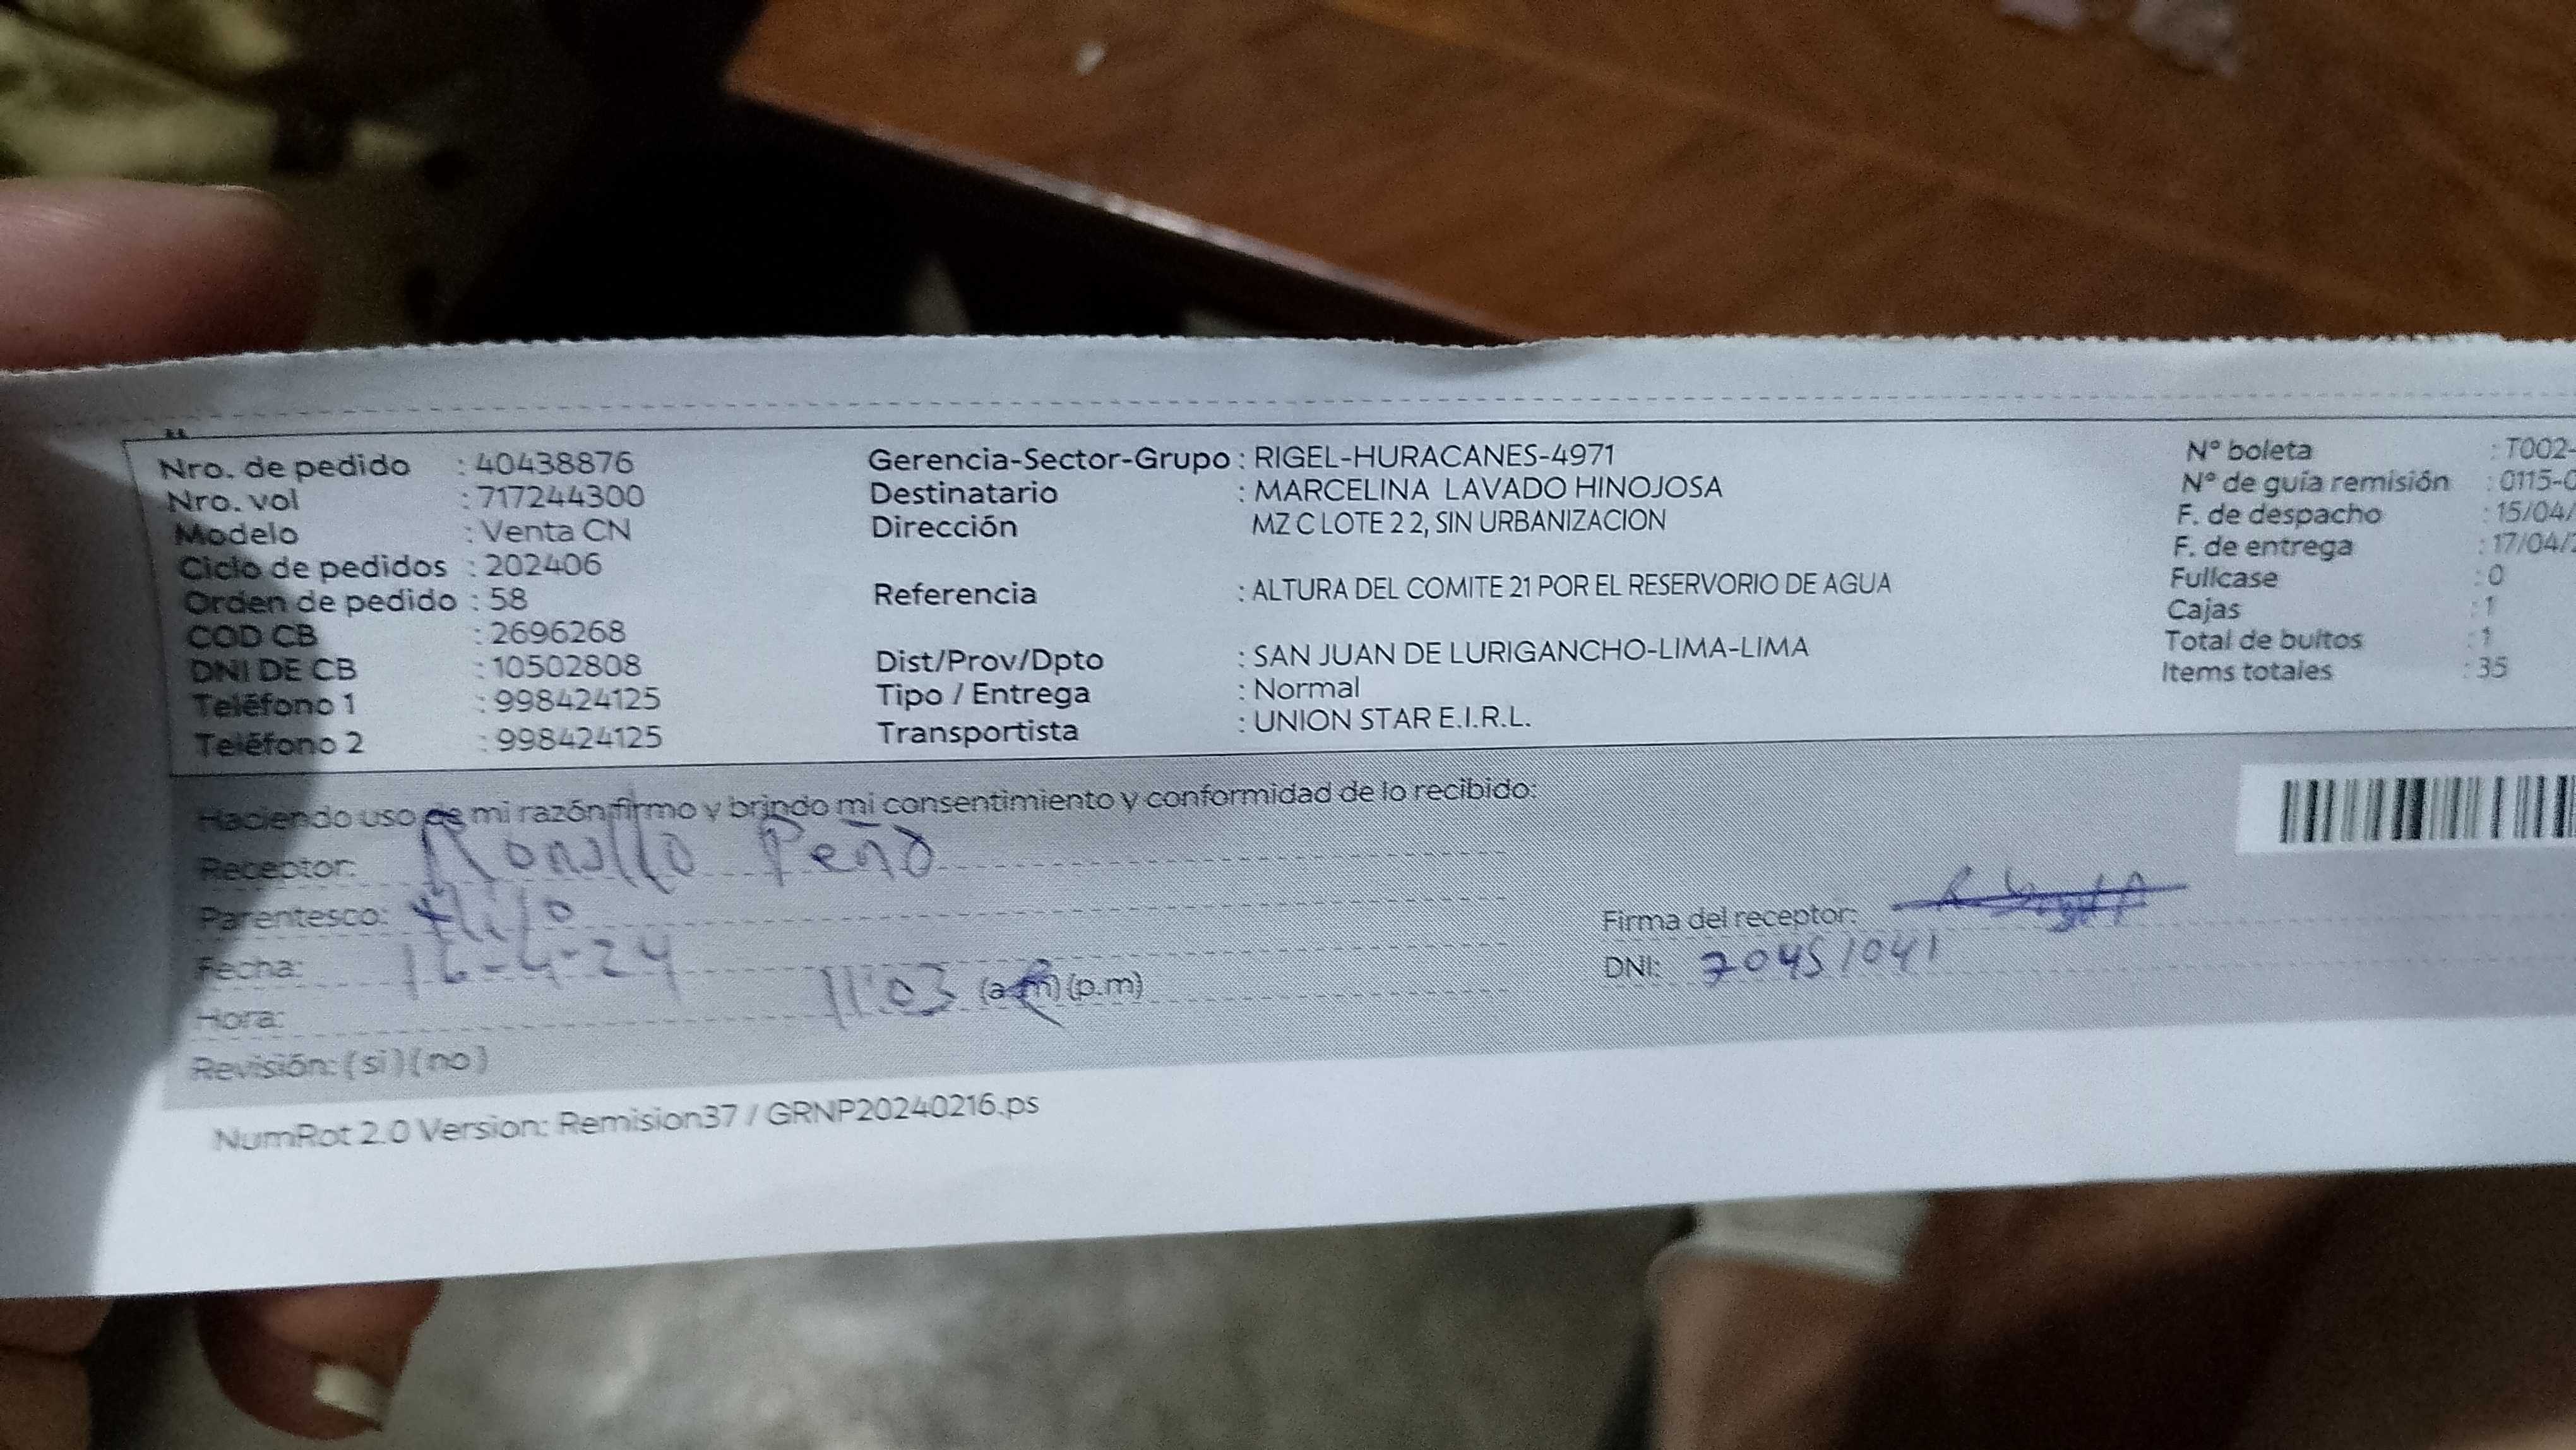 Nro. de pedido : 40438876
Nro. vol : 717244300
Modelo : Venta CN
Ciclo de pedidos : 202406
Orden de pedido : 58
COD CB : 2696268
DNI DE CB : 10502808
Teléfono 1 : 998424125
Teléfono 2 : 998424125
Gerencia-Sector-Grupo : RIGEL-HURACANES-4971
Destinatario : MARCELINA LAVADO HINOJOSA
Dirección MZ C LOTE 2 2, SIN URBANIZACION
Referencia : ALTURA DEL COMITE 21 POR EL RESERVORIO DE AGUA
Dist/Prov/Dpto : SAN JUAN DE LURIGANCHO-LIMA-LIMA
Tipo / Entrega : Normal
Transportista : UNION STAR E.I.R.L.
Nº boleta : T002-
Nº de guía remisión : 0115-0
F. de despacho : 15/04/
F. de entrega : 17/04/2
Fullcase : 0
Cajas : 1
Total de bultos : 1
Items totales : 35
Haciendo uso de mi razón firmo y brindo mi consentimiento y conformidad de lo recibido:
Receptor: Peña
Parentesco: Hijo
Fecha: 16-4-24
Hora: 11:03 (a.m) (p.m)
Revisión: (si) (no)
Firma del receptor:
DNI: 70451041
NumRot 2.0 Version: Remision37 / GRNP20240216.ps